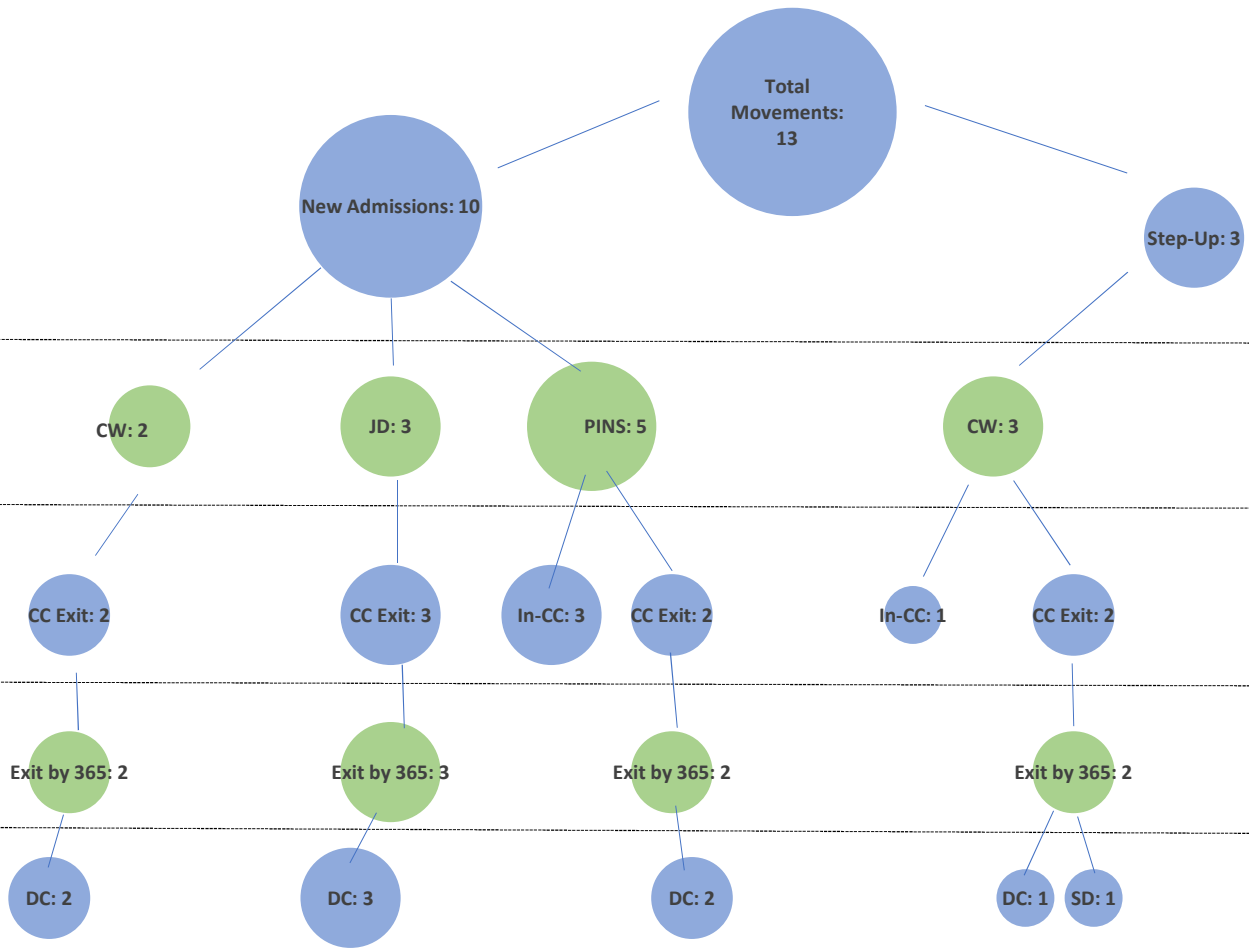 Total
Movements:
13
New Admissions: 10
Step-Up: 3
CW: 2
JD: 3
PINS: 5
CW: 3
CC Exit: 2
CC Exit: 3
In-CC: 3
CC Exit: 2
In-CC: 1
CC Exit: 2
Exit by 365: 2
Exit by 365: 3
Exit by 365: 2
Exit by 365: 2
DC: 2
DC: 3
DC: 2
DC: 1
SD: 1